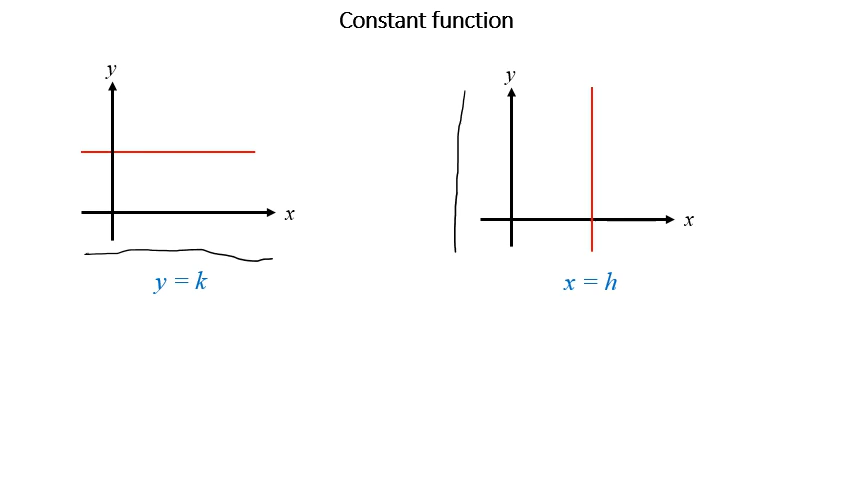 Constant function
y
x
y = k
y
x
x = h